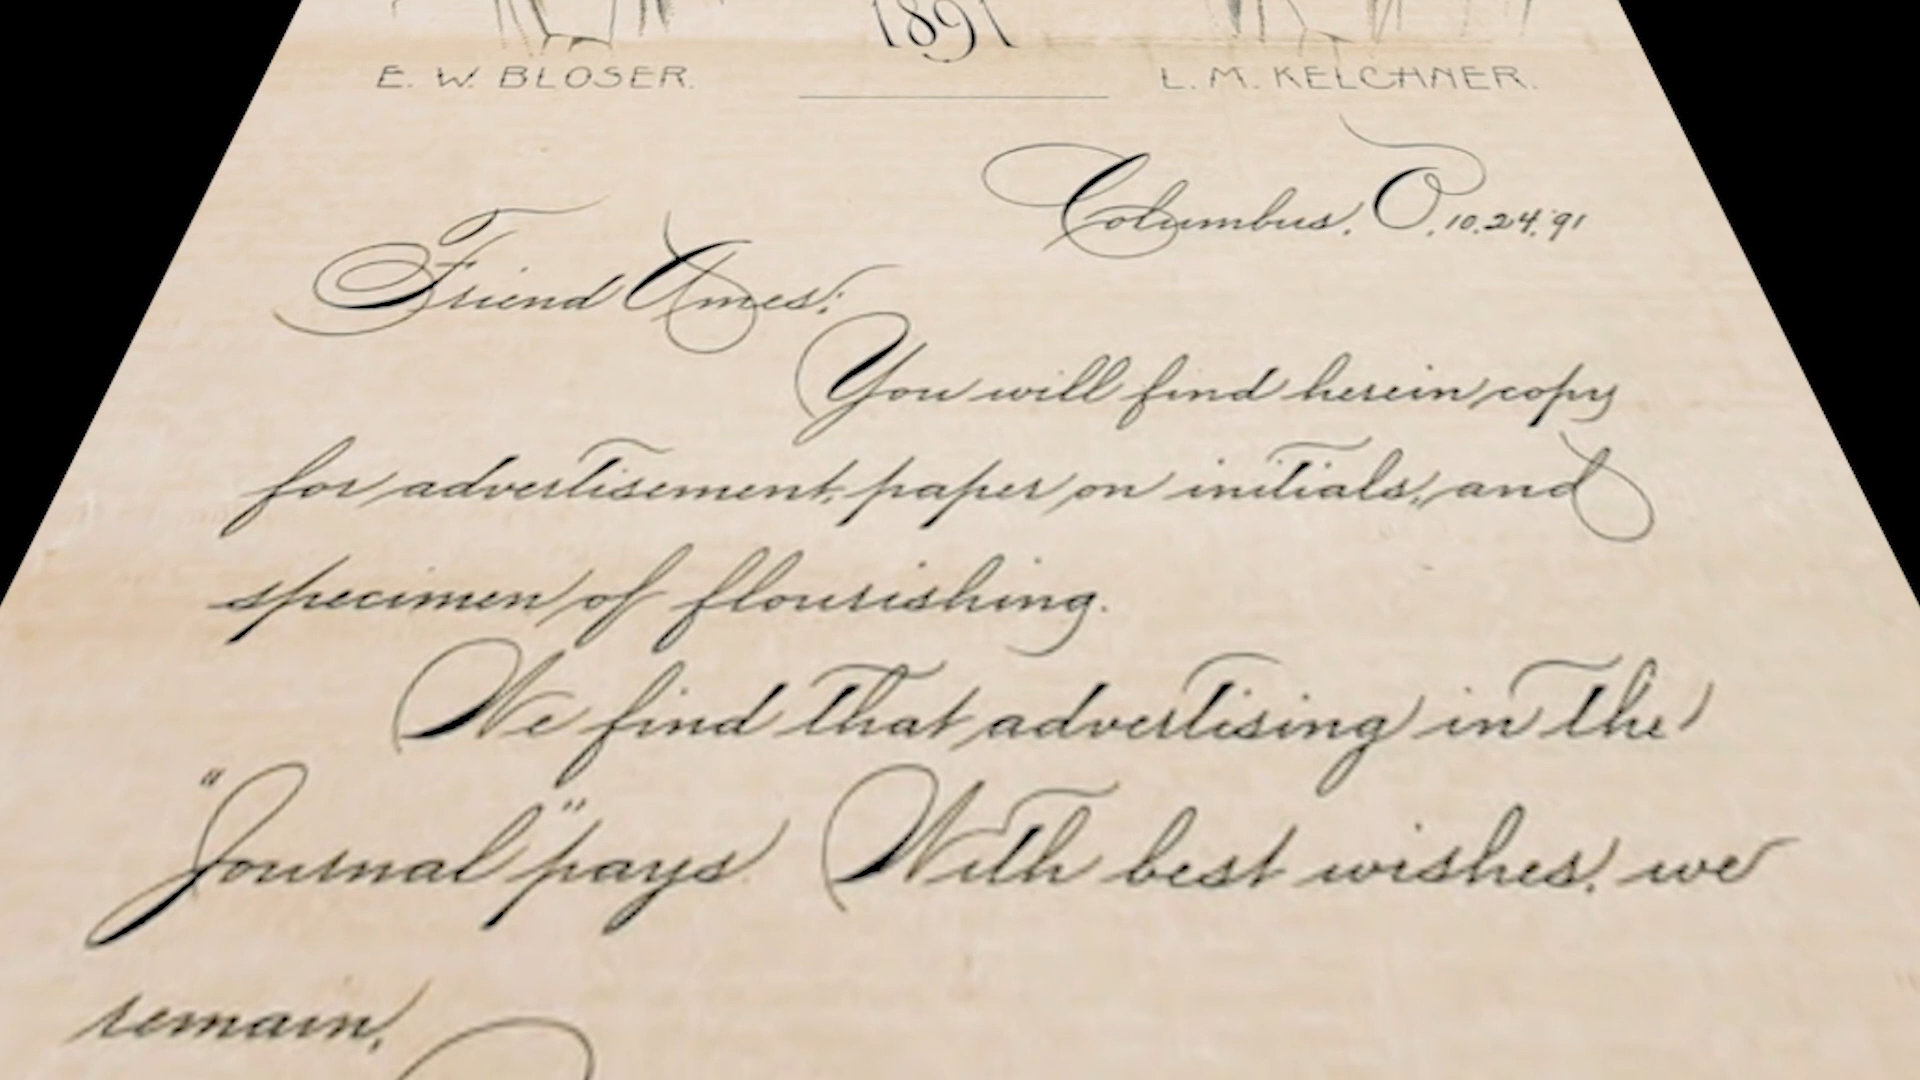 1891
E. W. BLOSER.
L. M. KELCHNER.
Columbus, O. 10.24.'91
Friend Ames:
You will find herein copy
for advertisement, paper on initials, and
specimen of flourishing.
We find that advertising in the
"Journal" pays. With best wishes, we
remain,